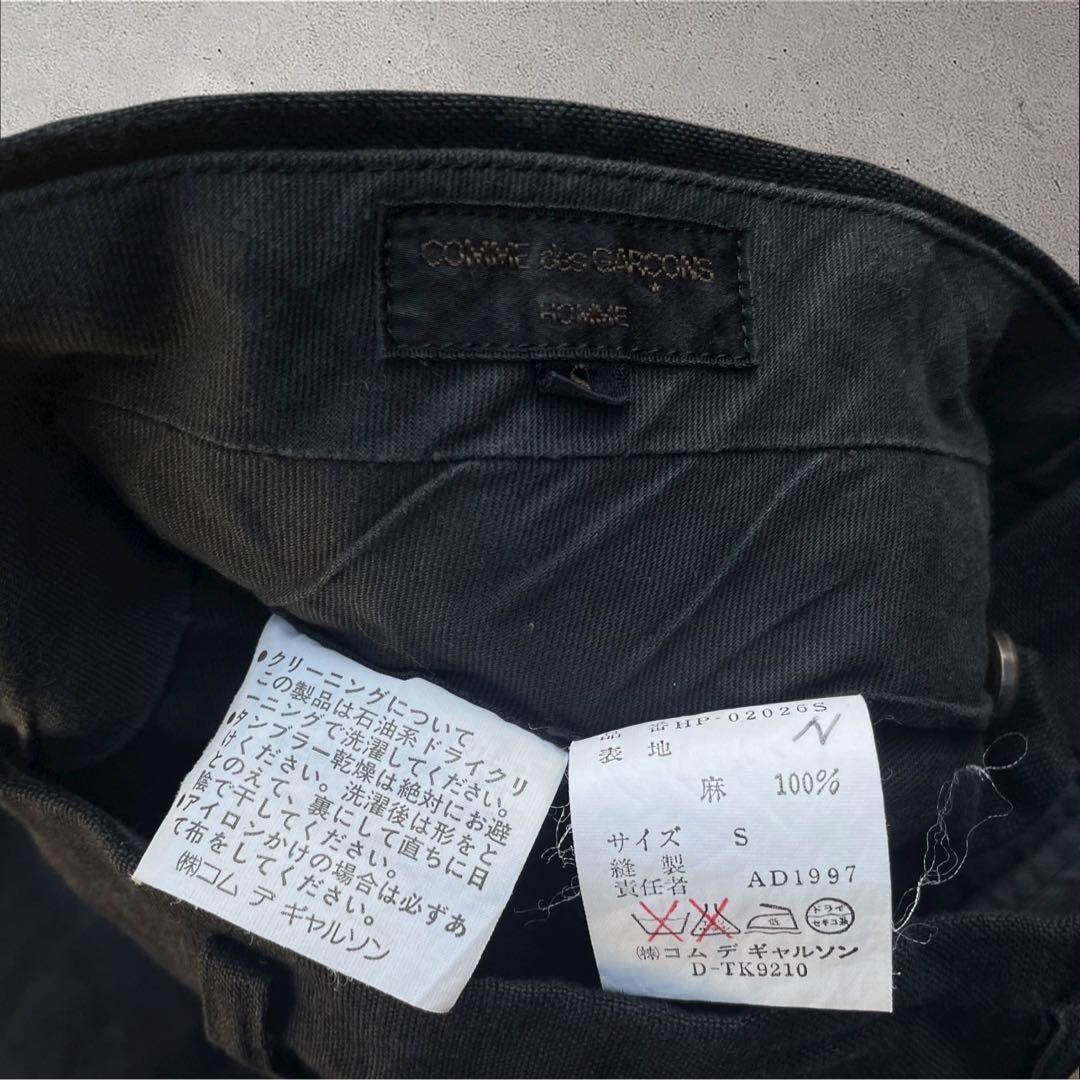 COMME des GARÇONS
HOMME
S
●クリーニングについて
この製品は石油系ドライクリ
ーニングで洗濯してください。
●タンブラー乾燥は絶対にお避
けください。洗濯後は形をと
とのえて、裏にして直ちに日
陰で干してください。
●アイロンかけの場合は必ずあ
て布をしてください。
㈱コム デ ギャルソン
品番HP-02026S
N
表地
麻 100%
サイズ S
縫製
責任者 AD1997
ドライ
セキユ系
㈱コム デ ギャルソン
D-TK9210